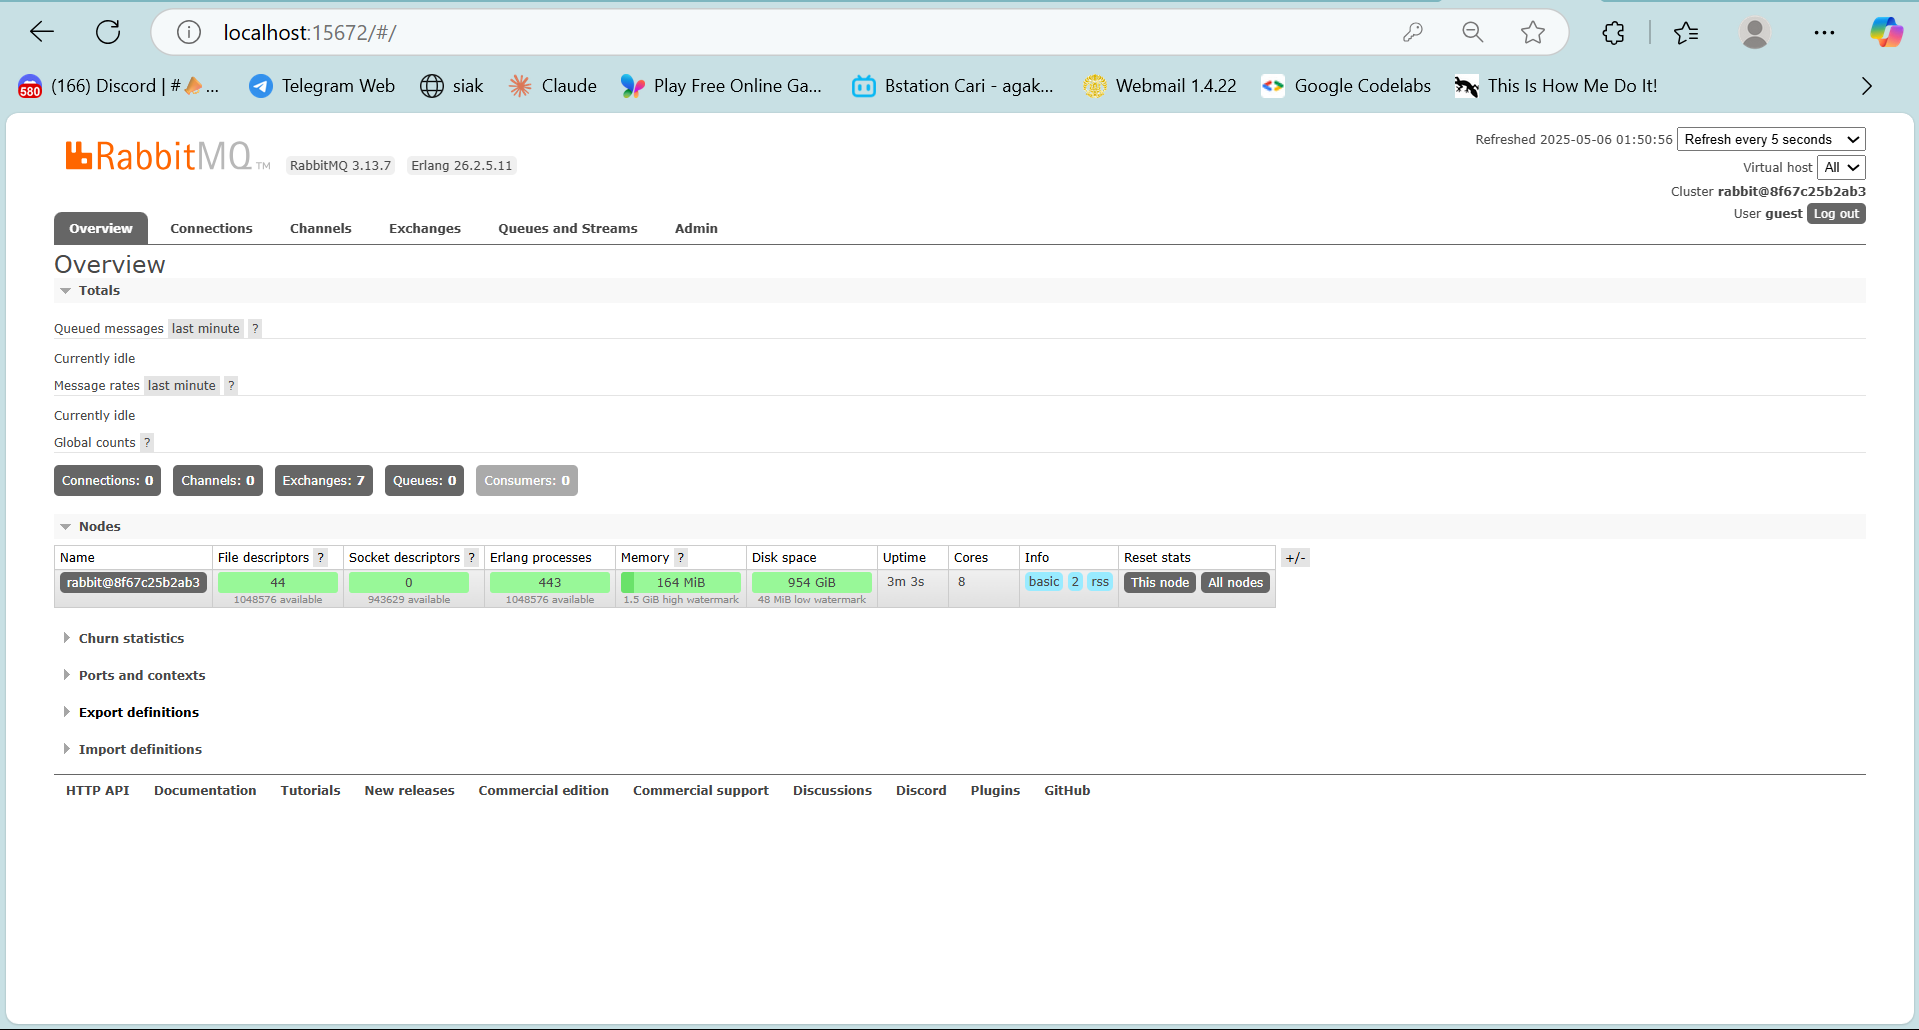 localhost:15672/#/
580 (166) Discord | # ... Telegram Web siak Claude Play Free Online Ga... Bstation Cari - agak... Webmail 1.4.22 Google Codelabs This Is How Me Do It!
RabbitMQ TM RabbitMQ 3.13.7 Erlang 26.2.5.11
Refreshed 2025-05-06 01:50:56 Refresh every 5 seconds
Virtual host All
Cluster rabbit@8f67c25b2ab3
User guest Log out
Overview Connections Channels Exchanges Queues and Streams Admin
Overview
Totals
Queued messages last minute ?
Currently idle
Message rates last minute ?
Currently idle
Global counts ?
Connections: 0 Channels: 0 Exchanges: 7 Queues: 0 Consumers: 0
Nodes
Name File descriptors ? Socket descriptors ? Erlang processes Memory ? Disk space Uptime Cores Info Reset stats +/-
rabbit@8f67c25b2ab3 44 0 443 164 MiB 954 GiB 3m 3s 8 basic 2 rss This node All nodes
1048576 available 943629 available 1048576 available 1.5 GiB high watermark 48 MiB low watermark
Churn statistics
Ports and contexts
Export definitions
Import definitions
HTTP API Documentation Tutorials New releases Commercial edition Commercial support Discussions Discord Plugins GitHub